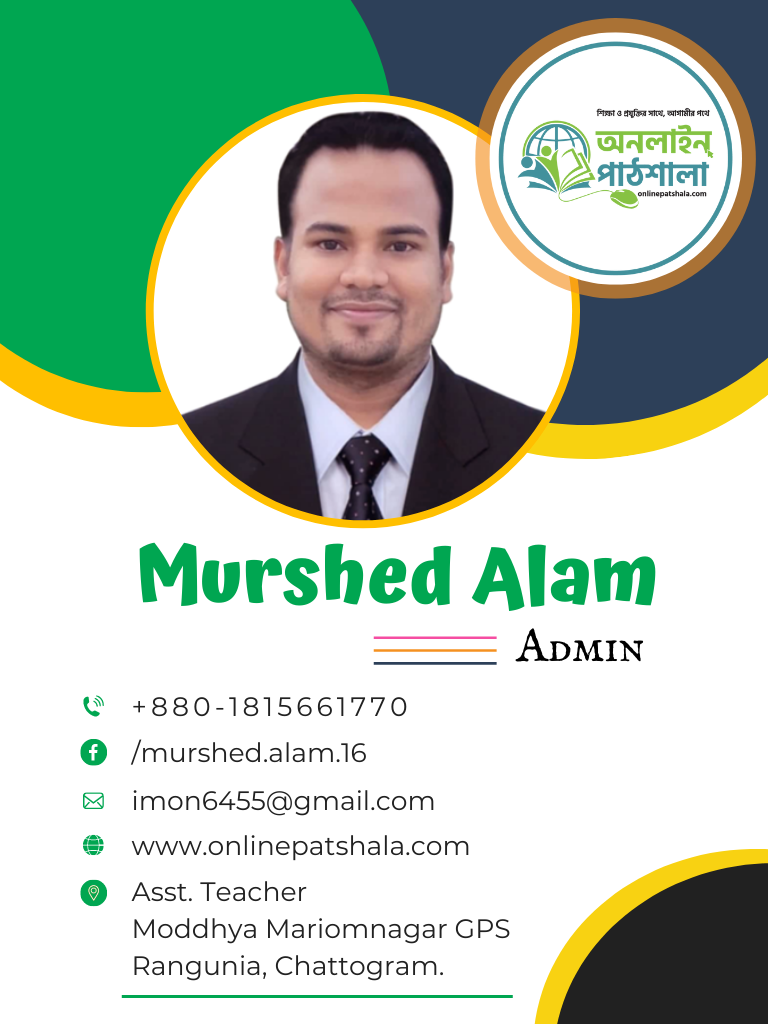 শিক্ষা ও প্রযুক্তির সাথে, আগামীর পথে
অনলাইন
পাঠশালা
onlinepatshala.com
Murshed Alam
Admin
+880-1815661770
/murshed.alam.16
imon6455@gmail.com
www.onlinepatshala.com
Asst. Teacher
Moddhya Mariomnagar GPS
Rangunia, Chattogram.